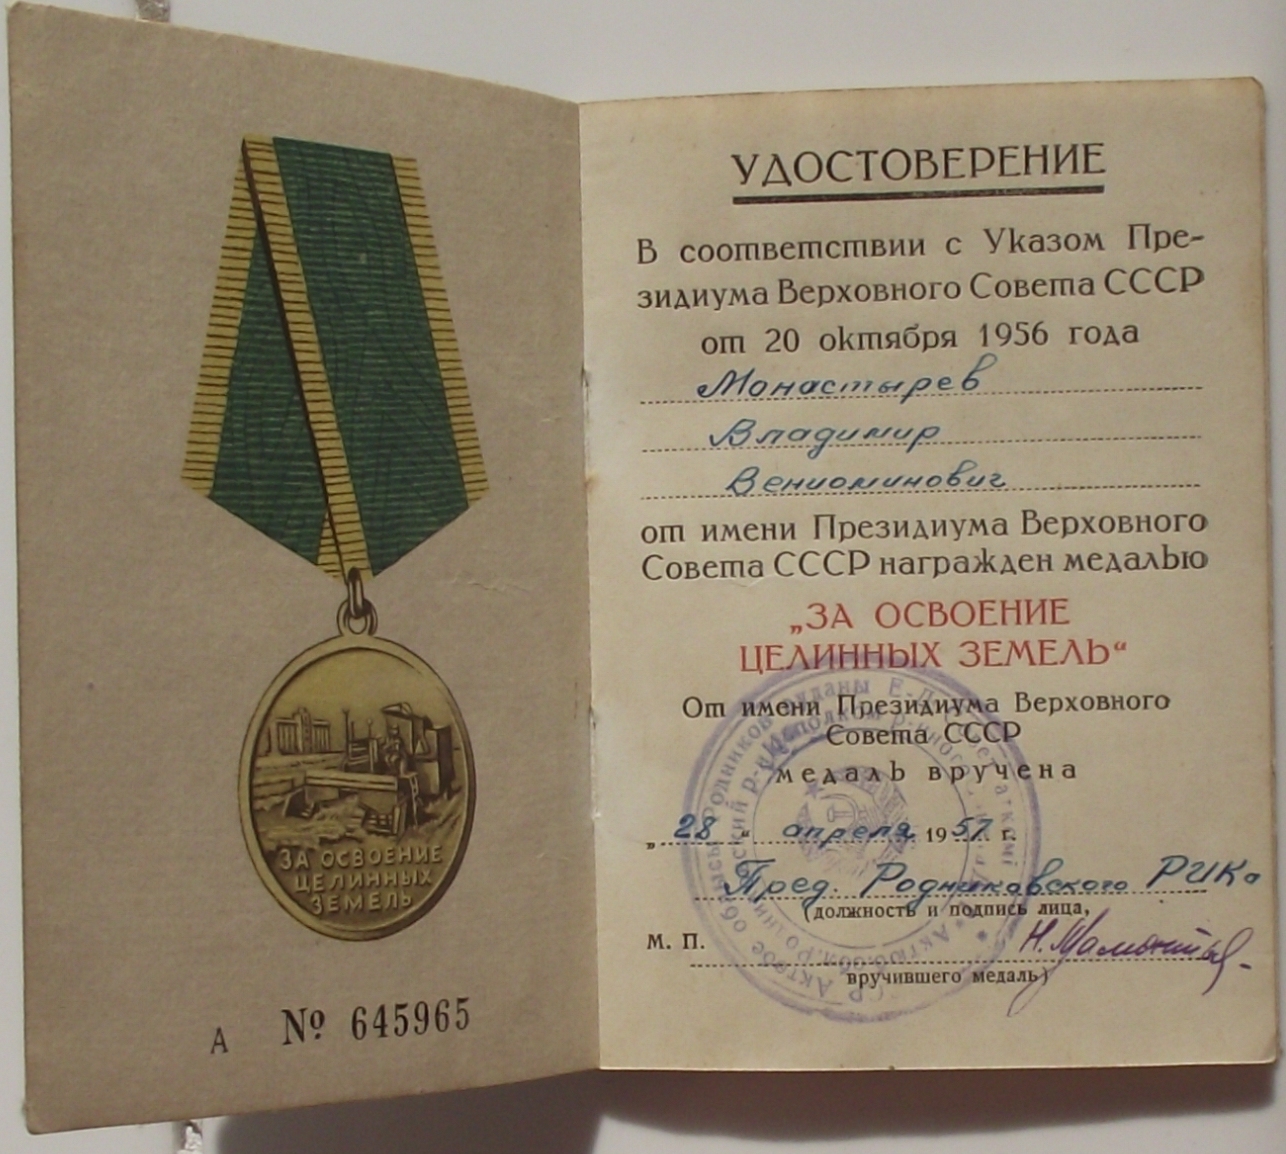 ЗА ОСВОЕНИЕ
ЦЕЛИННЫХ
ЗЕМЕЛЬ
А № 645965
УДОСТОВЕРЕНИЕ
В соответствии с Указом Пре-
зидиума Верховного Совета СССР
от 20 октября 1956 года
Монастырев
Владимир
Вениоминович
от имени Президиума Верховного
Совета СССР награжден медалью
„ЗА ОСВОЕНИЕ
ЦЕЛИННЫХ ЗЕМЕЛЬ“
От имени Президиума Верховного
Совета СССР
медаль вручена
„28“ апреля 1957 г.
Пред. Родниковского РИКа
(должность и подпись лица,
М. П. Н. Мамонтов
вручившего медаль)